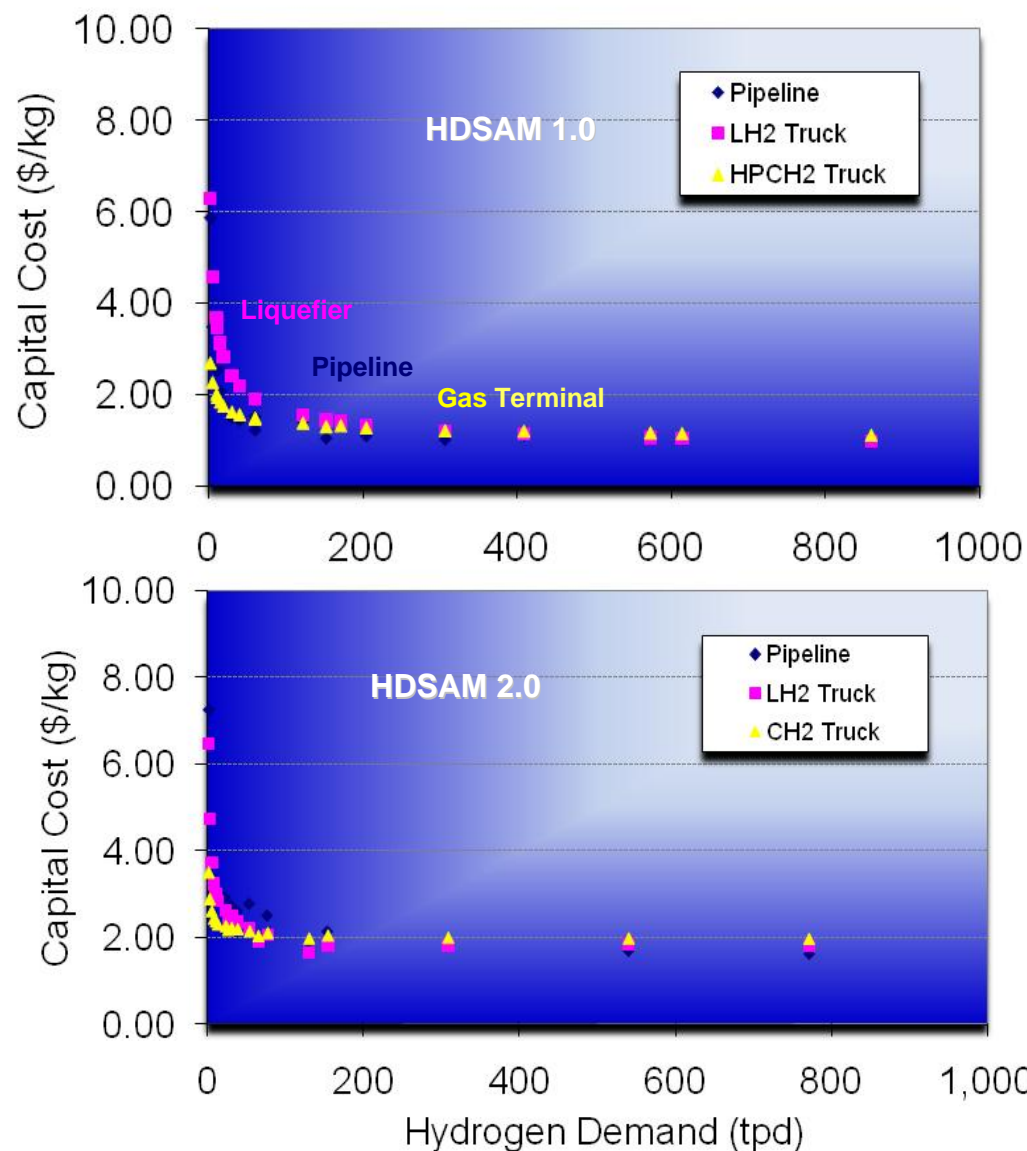 10.00
8.00
6.00
4.00
2.00
0.00
Capital Cost ($/kg)
HDSAM 1.0
Pipeline
LH2 Truck
HPCH2 Truck
Liquefier
Pipeline
Gas Terminal
0 200 400 600 800 1000
10.00
8.00
6.00
4.00
2.00
0.00
Capital Cost ($/kg)
HDSAM 2.0
Pipeline
LH2 Truck
CH2 Truck
0 200 400 600 800 1,000
Hydrogen Demand (tpd)